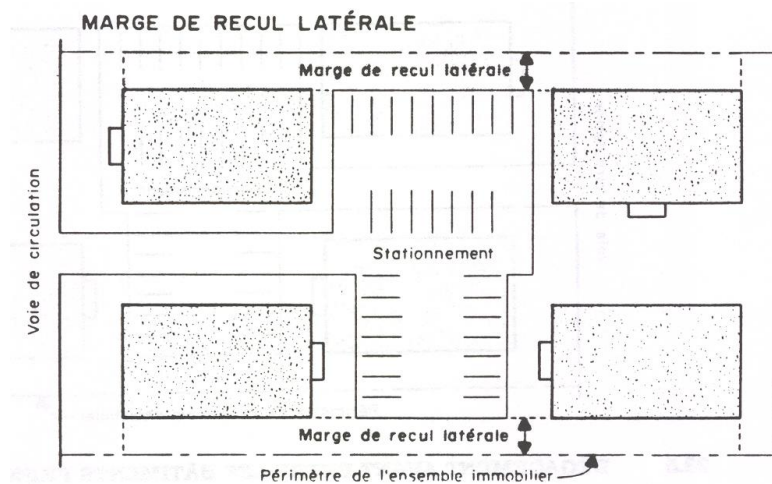 MARGE DE RECUL LATÉRALE
Marge de recul latérale
Voie de circulation
Stationnement
Marge de recul latérale
Périmètre de l'ensemble immobilier